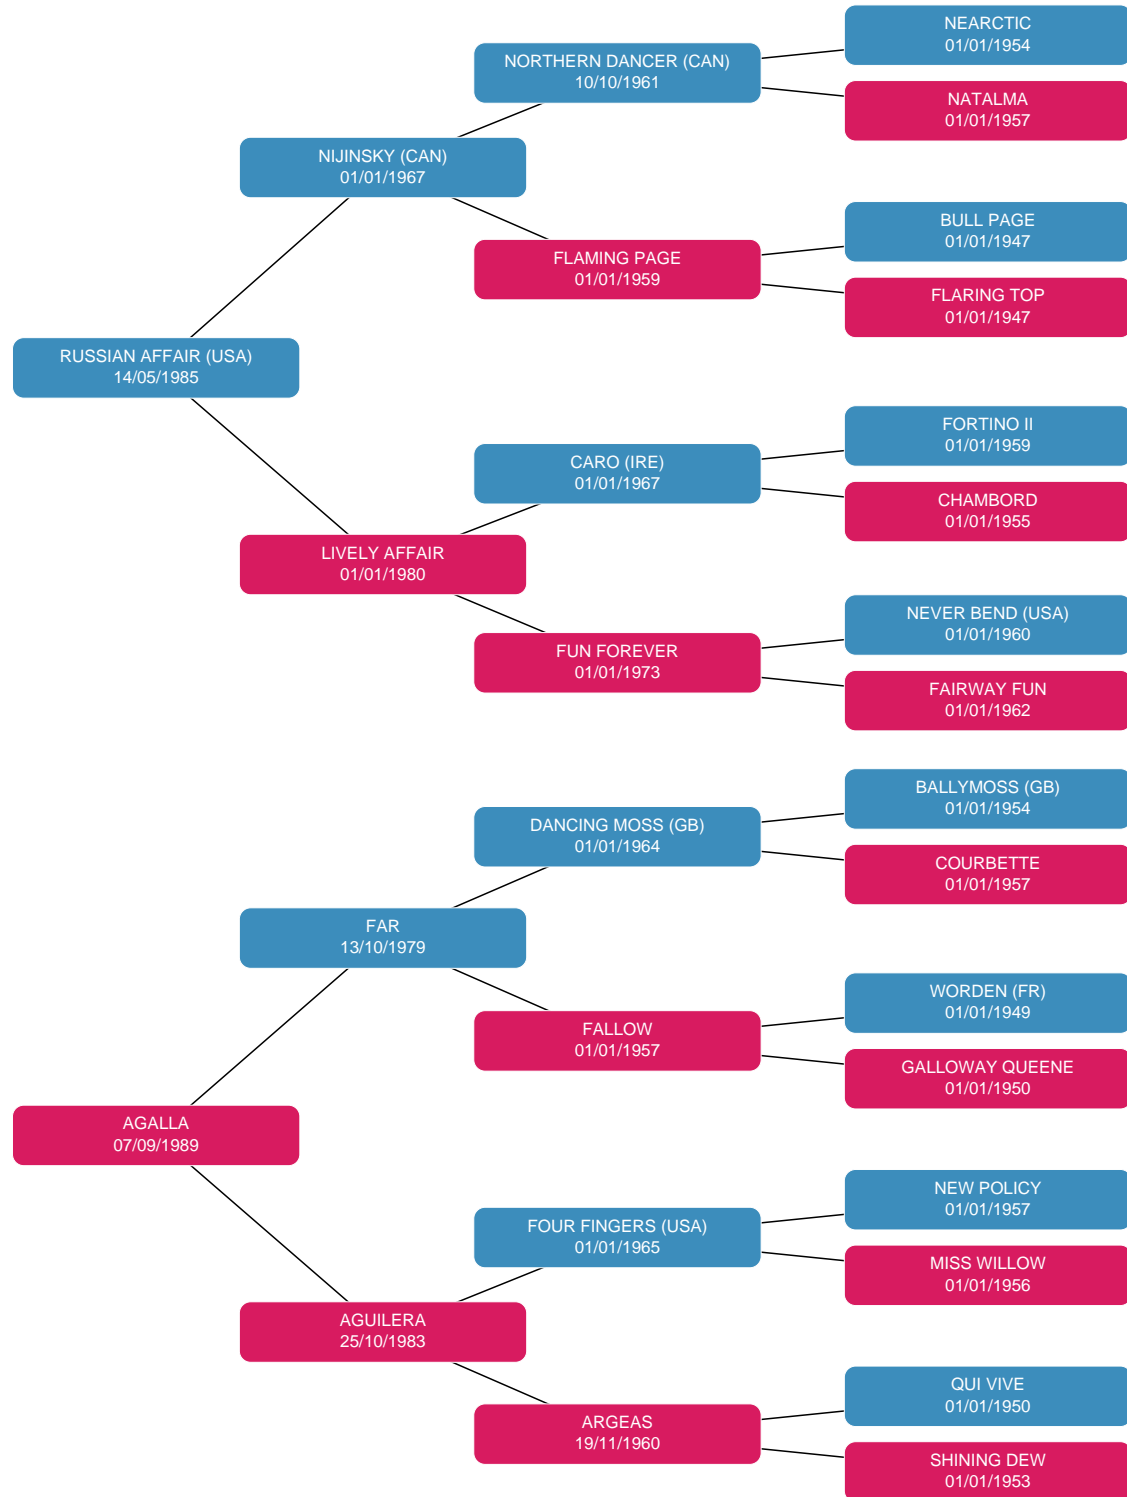 NEARCTIC
01/01/1954
NORTHERN DANCER (CAN)
10/10/1961
NATALMA
01/01/1957
NIJINSKY (CAN)
01/01/1967
BULL PAGE
01/01/1947
FLAMING PAGE
01/01/1959
FLARING TOP
01/01/1947
RUSSIAN AFFAIR (USA)
14/05/1985
FORTINO II
01/01/1959
CARO (IRE)
01/01/1967
CHAMBORD
01/01/1955
LIVELY AFFAIR
01/01/1980
NEVER BEND (USA)
01/01/1960
FUN FOREVER
01/01/1973
FAIRWAY FUN
01/01/1962
BALLYMOSS (GB)
01/01/1954
DANCING MOSS (GB)
01/01/1964
COURBETTE
01/01/1957
FAR
13/10/1979
WORDEN (FR)
01/01/1949
FALLOW
01/01/1957
GALLOWAY QUEENE
01/01/1950
AGALLA
07/09/1989
NEW POLICY
01/01/1957
FOUR FINGERS (USA)
01/01/1965
MISS WILLOW
01/01/1956
AGUILERA
25/10/1983
QUI VIVE
01/01/1950
ARGEAS
19/11/1960
SHINING DEW
01/01/1953